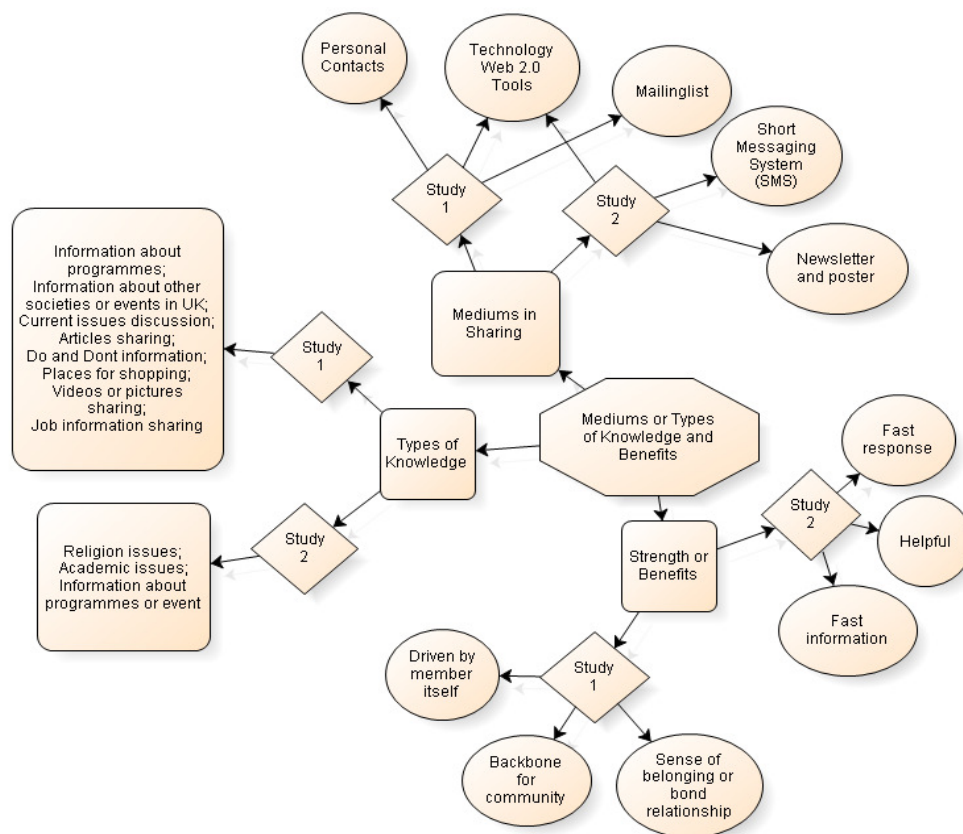 Personal
Contacts
Technology
Web 2.0
Tools
Mailinglist
Short
Messaging
System
(SMS)
Study
1
Study
2
Newsletter
and poster
Mediums in
Sharing
Information about
programmes;
Information about other
societies or events in UK;
Current issues discussion;
Articles sharing;
Do and Dont information;
Places for shopping;
Videos or pictures
sharing;
Job information sharing
Study
1
Types of
Knowledge
Mediums or Types
of Knowledge and
Benefits
Fast
response
Study
2
Helpful
Fast
information
Strength or
Benefits
Study
2
Religion issues;
Academic issues;
Information about
programmes or event
Study
1
Driven by
member
itself
Backbone
for
community
Sense of
belonging or
bond
relationship